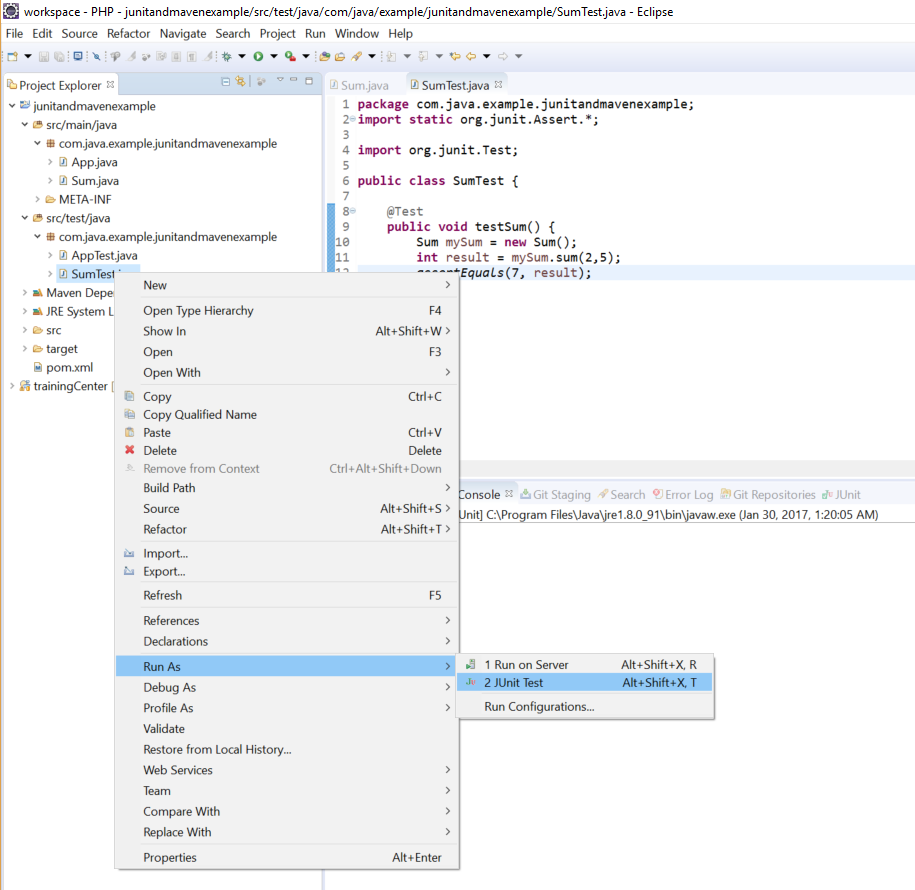 workspace - PHP - junitandmavenexample/src/test/java/com/java/example/junitandmavenexample/SumTest.java - Eclipse
File Edit Source Refactor Navigate Search Project Run Window Help
Project Explorer
junitandmavenexample
src/main/java
com.java.example.junitandmavenexample
App.java
Sum.java
META-INF
src/test/java
com.java.example.junitandmavenexample
AppTest.java
SumTest.
Maven Depe
JRE System L
src
target
pom.xml
trainingCenter [
Sum.java SumTest.java
1 package com.java.example.junitandmavenexample;
2 import static org.junit.Assert.*;
3
4 import org.junit.Test;
5
6 public class SumTest {
7
8 @Test
9 public void testSum() {
10 Sum mySum = new Sum();
11 int result = mySum.sum(2,5);
12 assertEquals(7, result);
New
Open Type Hierarchy F4
Show In Alt+Shift+W
Open F3
Open With
Copy Ctrl+C
Copy Qualified Name
Paste Ctrl+V
Delete Delete
Remove from Context Ctrl+Alt+Shift+Down
Build Path
Source Alt+Shift+S
Refactor Alt+Shift+T
Import...
Export...
Refresh F5
References
Declarations
Run As
Debug As
Profile As
Validate
Restore from Local History...
Web Services
Team
Compare With
Replace With
Properties Alt+Enter
1 Run on Server Alt+Shift+X, R
2 JUnit Test Alt+Shift+X, T
Run Configurations...
Console Git Staging Search Error Log Git Repositories JUnit
Unit] C:\Program Files\Java\jre1.8.0_91\bin\javaw.exe (Jan 30, 2017, 1:20:05 AM)